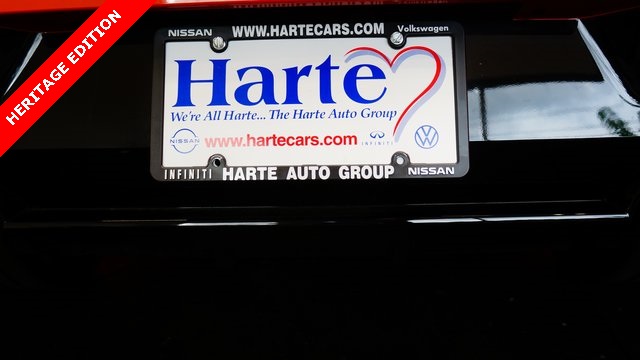 HERITAGE EDITION
NISSAN WWW.HARTECARS.COM Volkswagen
Harte
We're All Harte... The Harte Auto Group
NISSAN www.hartecars.com INFINITI
INFINITI HARTE AUTO GROUP NISSAN